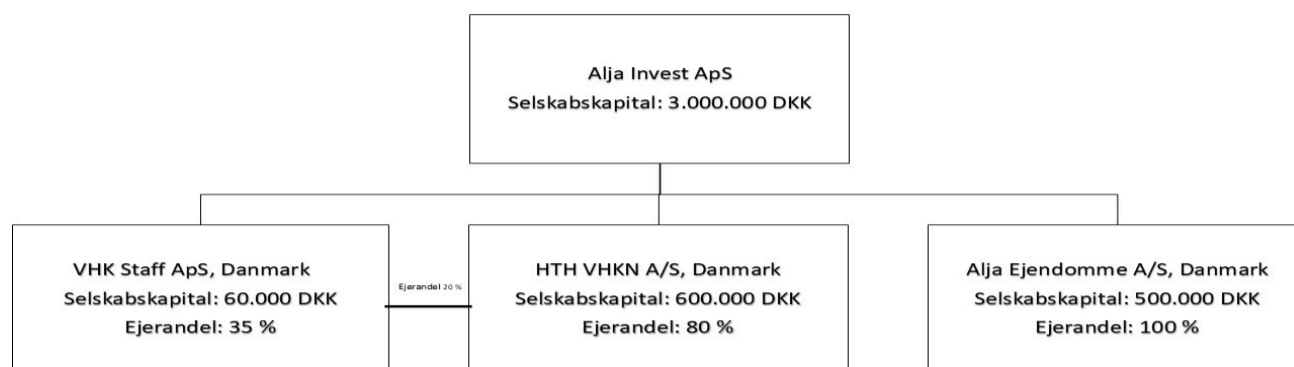 Alja Invest ApS
Selskabskapital: 3.000.000 DKK
VHK Staff ApS, Danmark
Selskabskapital: 60.000 DKK
Ejerandel: 35 %
Ejerandel 20 %
HTH VHKN A/S, Danmark
Selskabskapital: 600.000 DKK
Ejerandel: 80 %
Alja Ejendomme A/S, Danmark
Selskabskapital: 500.000 DKK
Ejerandel: 100 %